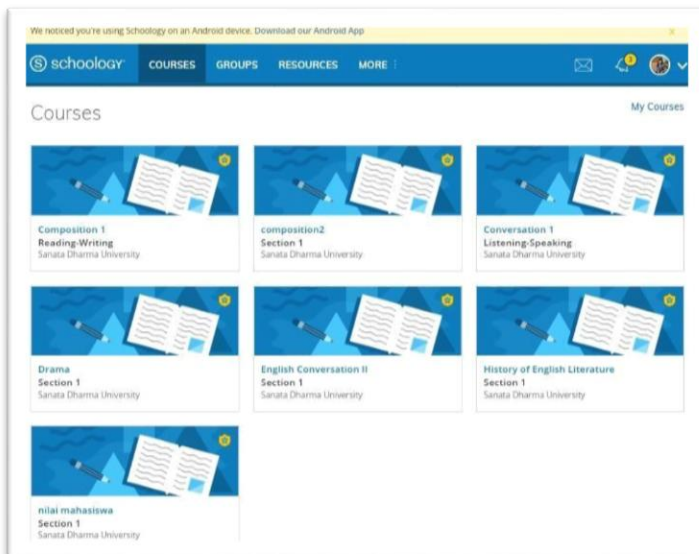 We noticed you're using Schoology on an Android device. Download our Android App x
S schoology COURSES GROUPS RESOURCES MORE
Courses
My Courses
Composition 1
Reading-Writing
Sanata Dharma University
composition2
Section 1
Sanata Dharma University
Conversation 1
Listening-Speaking
Sanata Dharma University
Drama
Section 1
Sanata Dharma University
English Conversation II
Section 1
Sanata Dharma University
History of English Literature
Section 1
Sanata Dharma University
nilai mahasiswa
Section 1
Sanata Dharma University